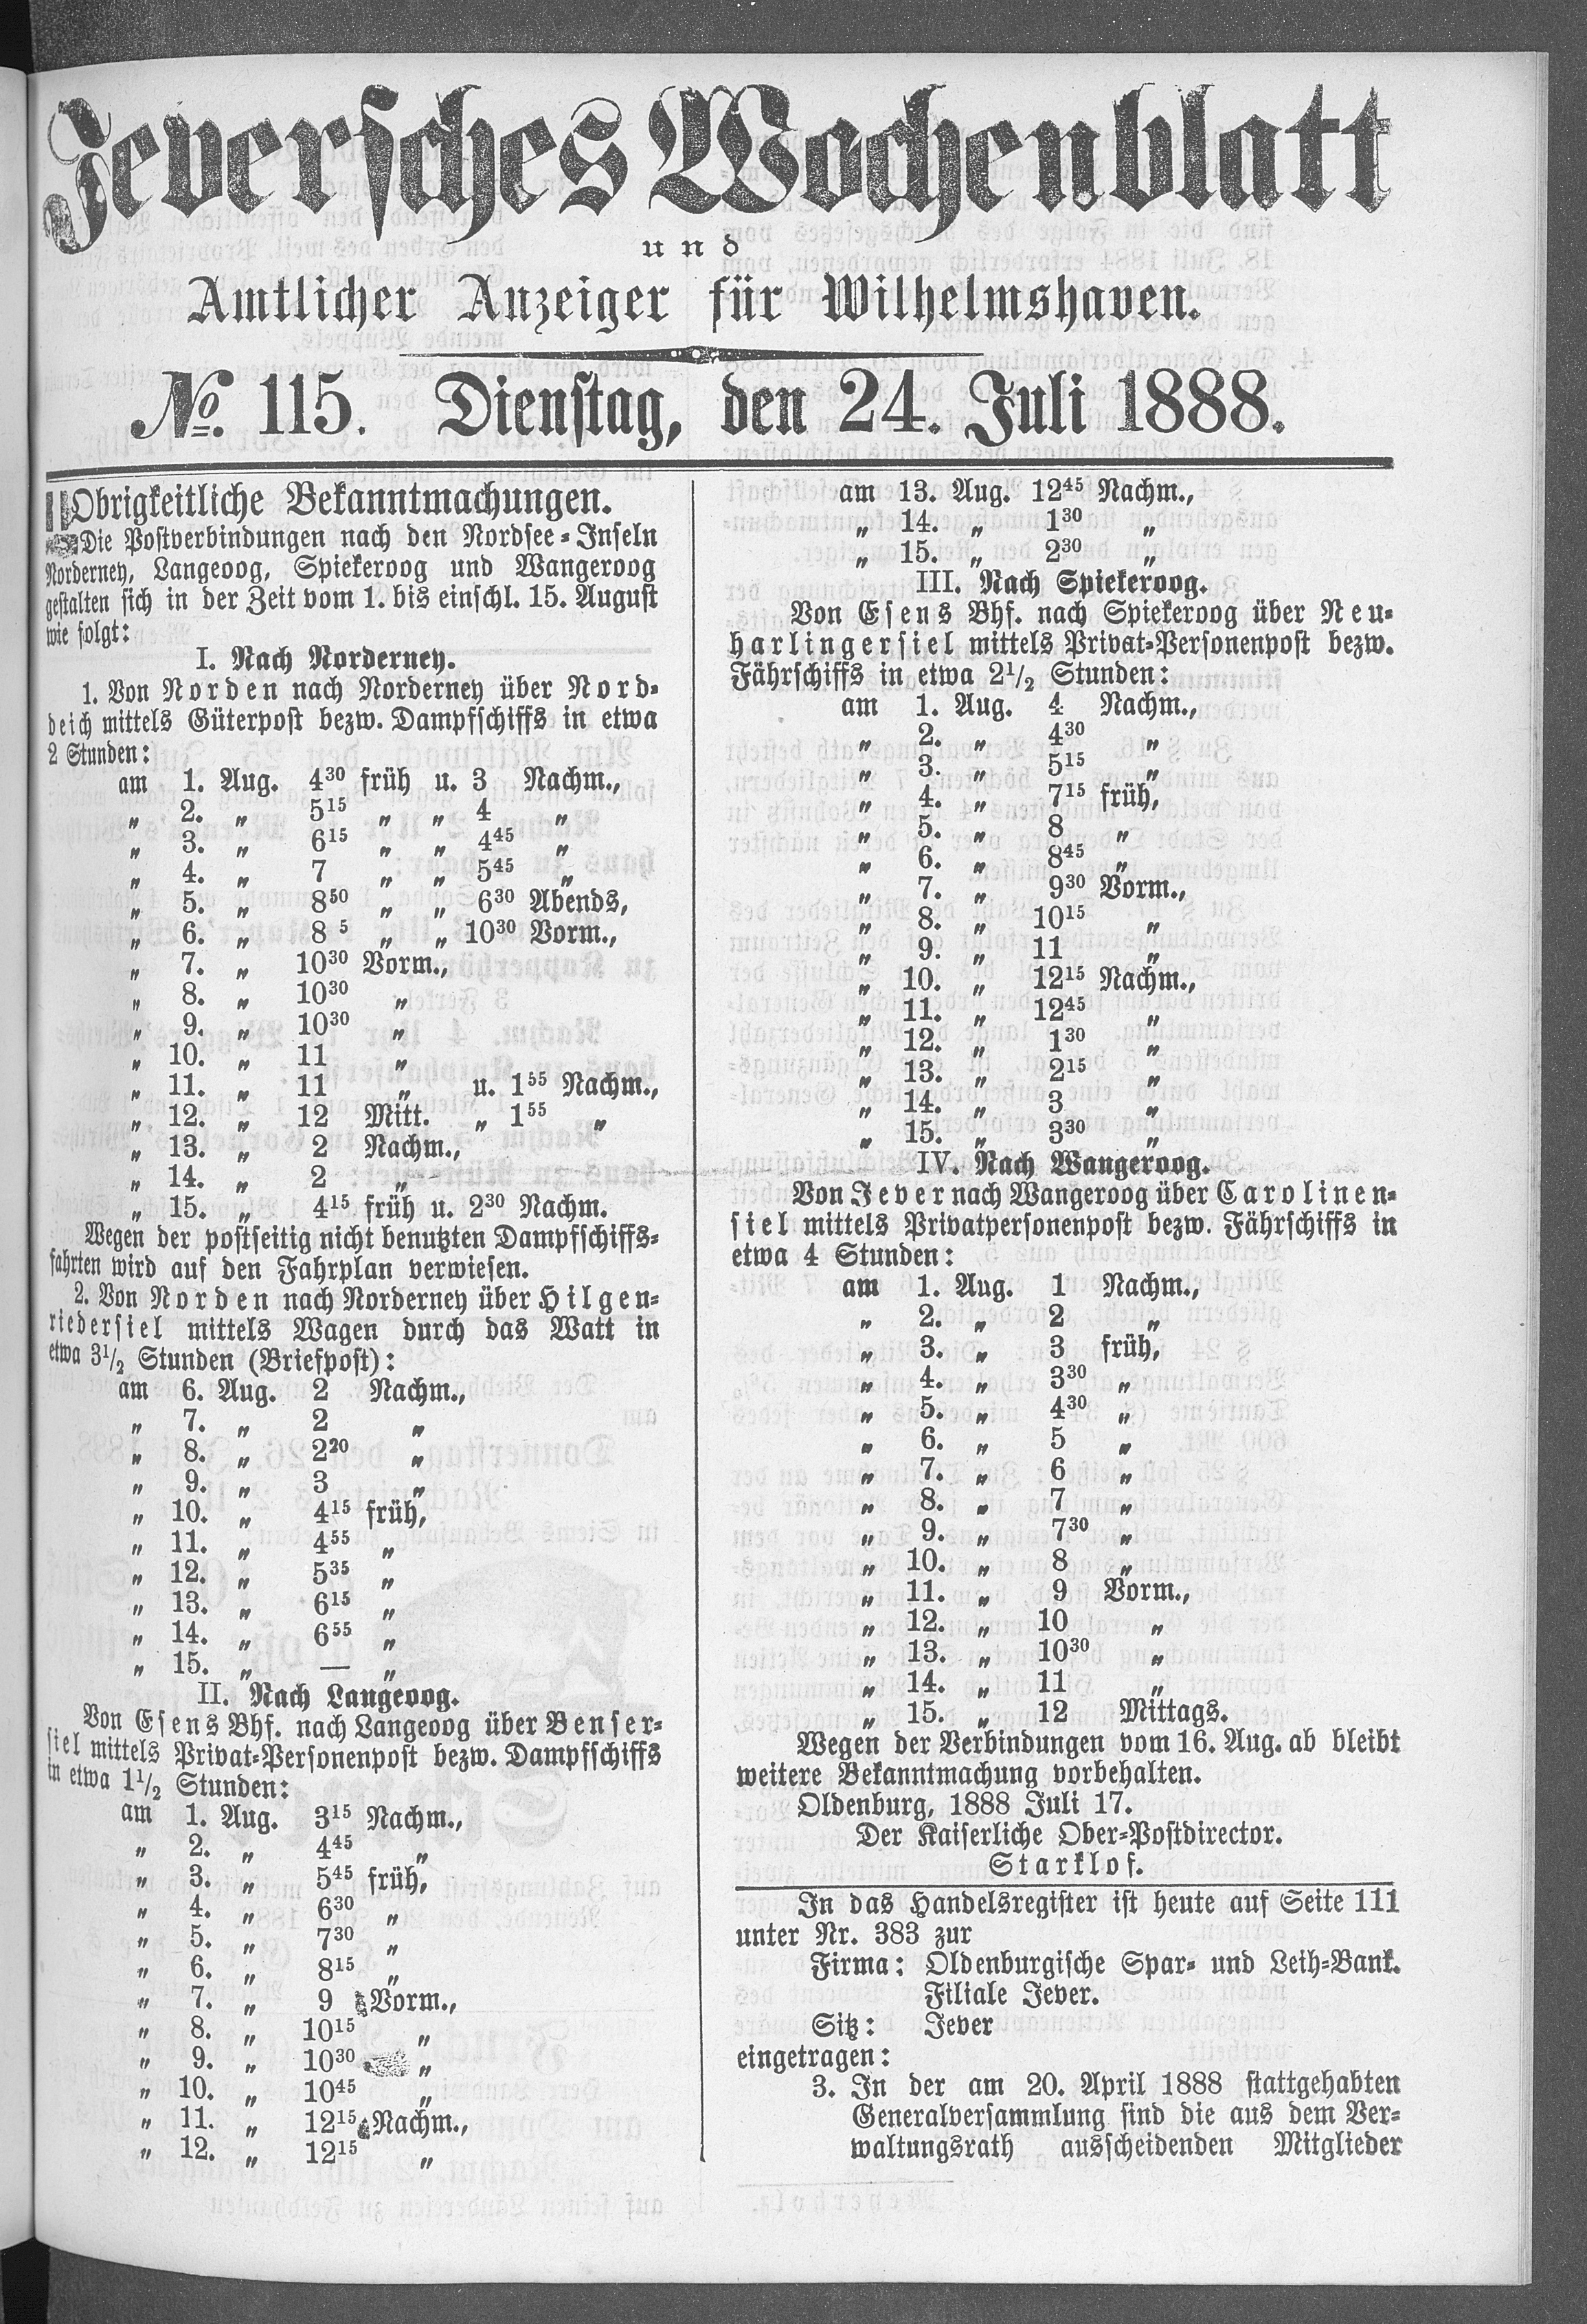 Jeversches Wochenblatt
und
Amtlicher Anzeiger für Wilhelmshaven.
№ 115. Dienstag, den 24. Juli 1888.
Obrigkeitliche Bekanntmachungen.
Die Postverbindungen nach den Nordsee-Inseln
Norderney, Langeoog, Spiekeroog und Wangeroog
gestalten sich in der Zeit vom 1. bis einschl. 15. August
wie folgt:
I. Nach Norderney.
1. Von Norden nach Norderney über Nord-
deich mittels Güterpost bezw. Dampfschiffs in etwa
2 Stunden:
am 1. Aug. 4³⁰ früh u. 3 Nachm.,
„ 2. „ 5¹⁵ „ „ 4 „
„ 3. „ 6¹⁵ „ „ 4⁴⁵ „
„ 4. „ 7 „ „ 5⁴⁵ „
„ 5. „ 8⁵⁰ „ „ 6³⁰ Abends,
„ 6. „ 8 ⁵ „ „ 10³⁰ Vorm.,
„ 7. „ 10³⁰ Vorm.,
„ 8. „ 10³⁰ „
„ 9. „ 10³⁰ „
„ 10. „ 11 „
„ 11. „ 11 „ u. 1⁵⁵ Nachm.,
„ 12. „ 12 Mitt. „ 1⁵⁵ „
„ 13. „ 2 Nachm.,
„ 14. „ 2 „
„ 15. „ 4¹⁵ früh u. 2³⁰ Nachm.
Wegen der postseitig nicht benutzten Dampfschiffs-
fahrten wird auf den Fahrplan verwiesen.
2. Von Norden nach Norderney über Hilgen-
riedersiel mittels Wagen durch das Watt in
etwa 3¹/₂ Stunden (Briefpost):
am 6. Aug. 2 Nachm.,
„ 7. „ 2 „
„ 8. „ 2²⁰ „
„ 9. „ 3 „
„ 10. „ 4¹⁵ früh,
„ 11. „ 4⁵⁵ „
„ 12. „ 5³⁵ „
„ 13. „ 6¹⁵ „
„ 14. „ 6⁵⁵ „
„ 15. „ — „
II. Nach Langeoog.
Von Esens Bhf. nach Langeoog über Benser-
siel mittels Privat-Personenpost bezw. Dampfschiffs
in etwa 1¹/₂ Stunden:
am 1. Aug. 3¹⁵ Nachm.,
„ 2. „ 4⁴⁵ „
„ 3. „ 5⁴⁵ früh,
„ 4. „ 6³⁰ „
„ 5. „ 7³⁰ „
„ 6. „ 8¹⁵ „
„ 7. „ 9 Vorm.,
„ 8. „ 10¹⁵ „
„ 9. „ 10³⁰ „
„ 10. „ 10⁴⁵ „
„ 11. „ 12¹⁵ Nachm.,
„ 12. „ 12¹⁵ „
am 13. Aug. 12⁴⁵ Nachm.,
„ 14. „ 1³⁰ „
„ 15. „ 2³⁰ „
III. Nach Spiekeroog.
Von Esens Bhf. nach Spiekeroog über Neu-
harlingersiel mittels Privat-Personenpost bezw.
Fährschiffs in etwa 2¹/₂ Stunden:
am 1. Aug. 4 Nachm.,
„ 2. „ 4³⁰ „
„ 3. „ 5¹⁵ „
„ 4. „ 7¹⁵ früh,
„ 5. „ 8 „
„ 6. „ 8⁴⁵ „
„ 7. „ 9³⁰ Vorm.,
„ 8. „ 10¹⁵ „
„ 9. „ 11 „
„ 10. „ 12¹⁵ Nachm.,
„ 11. „ 12⁴⁵ „
„ 12. „ 1³⁰ „
„ 13. „ 2¹⁵ „
„ 14. „ 3 „
„ 15. „ 3³⁰ „
IV. Nach Wangeroog.
Von Jever nach Wangeroog über Carolinen-
siel mittels Privatpersonenpost bezw. Fährschiffs in
etwa 4 Stunden:
am 1. Aug. 1 Nachm.,
„ 2. „ 2 „
„ 3. „ 3 früh,
„ 4. „ 3³⁰ „
„ 5. „ 4³⁰ „
„ 6. „ 5 „
„ 7. „ 6 „
„ 8. „ 7 „
„ 9. „ 7³⁰ „
„ 10. „ 8 „
„ 11. „ 9 Vorm.,
„ 12. „ 10 „
„ 13. „ 10³⁰ „
„ 14. „ 11 „
„ 15. „ 12 Mittags.
Wegen der Verbindungen vom 16. Aug. ab bleibt
weitere Bekanntmachung vorbehalten.
Oldenburg, 1888 Juli 17.
Der Kaiserliche Ober-Postdirector.
Starklof.
In das Handelsregister ist heute auf Seite 111
unter Nr. 383 zur
Firma: Oldenburgische Spar- und Leih-Bank.
Filiale Jever.
Sitz: Jever
eingetragen:
3. In der am 20. April 1888 stattgehabten
Generalversammlung sind die aus dem Ver-
waltungsrath ausscheidenden Mitglieder